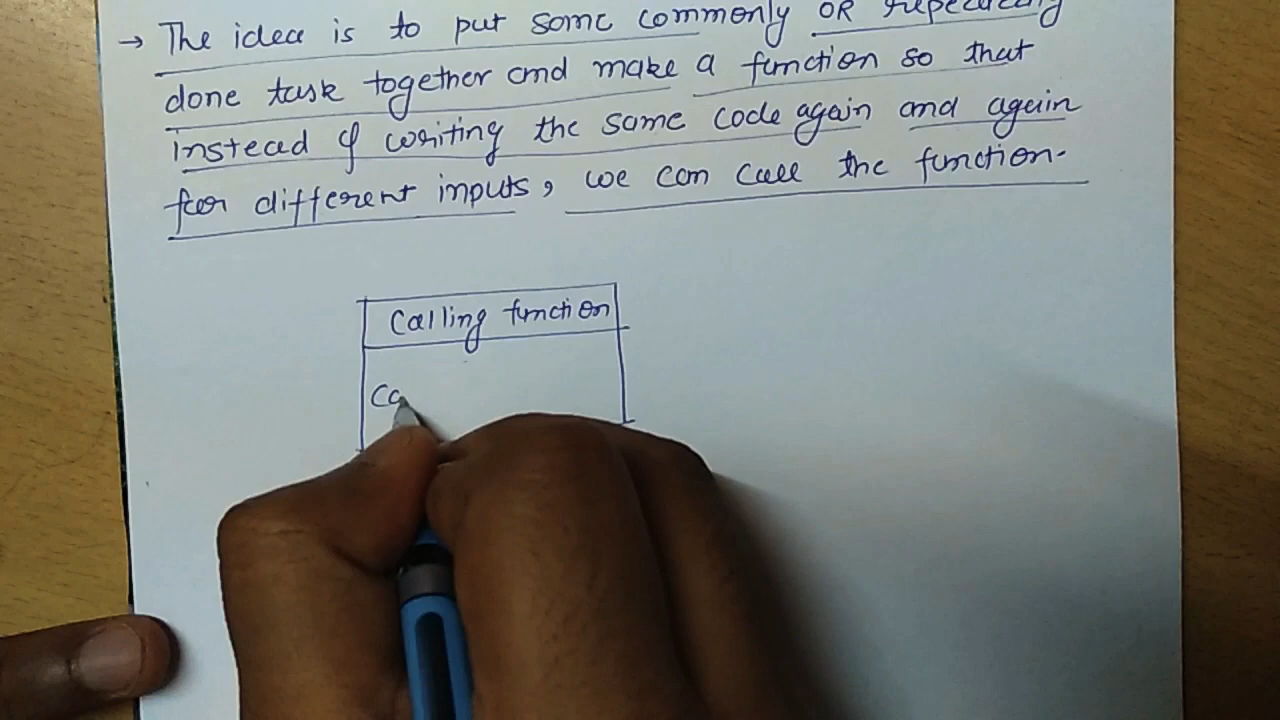 → The idea is to put some commonly OR repeatedly
done task together and make a function so that
instead of writing the same code again and again
for different inputs, we can call the function.
Calling function
Ca